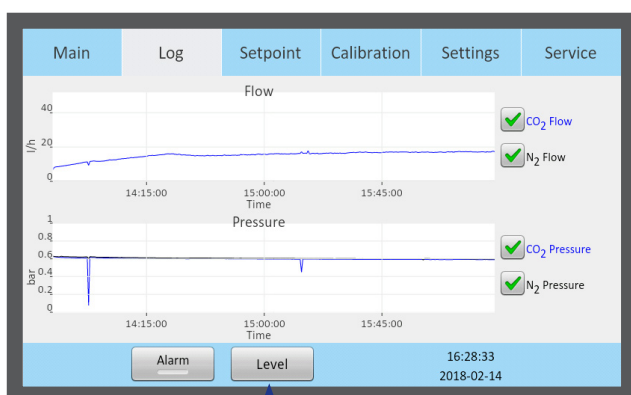 Main Log Setpoint Calibration Settings Service
Flow
40
20
0
l/h
14:15:00 15:00:00 15:45:00
Time
CO2 Flow
N2 Flow
Pressure
1
0.8
0.6
0.4
0.2
0
bar
14:15:00 15:00:00 15:45:00
Time
CO2 Pressure
N2 Pressure
Alarm Level
16:28:33
2018-02-14